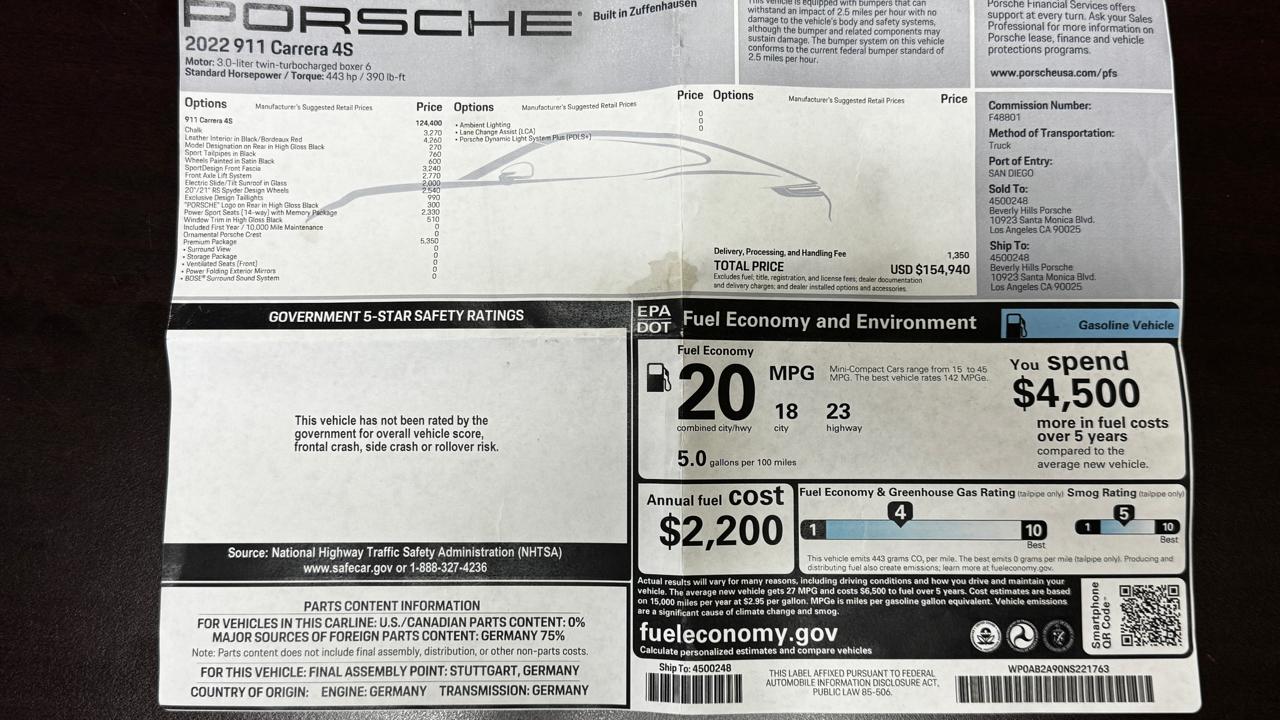 PORSCHE
Built in Zuffenhausen
2022 911 Carrera 4S
Motor: 3.0-liter twin-turbocharged boxer 6
Standard Horsepower / Torque: 443 hp / 390 lb-ft
This vehicle is equipped with bumpers that can
withstand an impact of 2.5 miles per hour with no
damage to the vehicle's body and safety systems,
although the bumper and related components may
sustain damage. The bumper system on this vehicle
conforms to the current federal bumper standard of
2.5 miles per hour.
Porsche Financial Services offers
support at every turn. Ask your Sales
Professional for more information on
Porsche lease, finance and vehicle
protections programs.
www.porscheusa.com/pfs
Options Manufacturer's Suggested Retail Prices Price
911 Carrera 4S 124,400
Chalk 3,270
Leather Interior in Black/Bordeaux Red 4,260
Model Designation on Rear in High Gloss Black 270
Sport Tailpipes in Black 760
Wheels Painted in Satin Black 600
SportDesign Front Fascia 3,240
Front Axle Lift System 2,770
Electric Slide/Tilt Sunroof in Glass 2,000
20"/21" RS Spyder Design Wheels 2,540
Exclusive Design Taillights 990
"PORSCHE" Logo on Rear in High Gloss Black 300
Power Sport Seats (14-way) with Memory Package 2,330
Window Trim in High Gloss Black 510
Included First Year / 10,000 Mile Maintenance 0
Ornamental Porsche Crest 0
Premium Package 5,350
• Surround View 0
• Storage Package 0
• Ventilated Seats (Front) 0
• Power Folding Exterior Mirrors 0
• BOSE® Surround Sound System 0
Options Manufacturer's Suggested Retail Prices Price
• Ambient Lighting 0
• Lane Change Assist (LCA) 0
• Porsche Dynamic Light System Plus (PDLS+) 0
Options Manufacturer's Suggested Retail Prices Price
Delivery, Processing, and Handling Fee 1,350
TOTAL PRICE USD $154,940
Excludes fuel; title, registration, and license fees; dealer documentation
and delivery charges; and dealer installed options and accessories.
Commission Number:
F48801
Method of Transportation:
Truck
Port of Entry:
SAN DIEGO
Sold To:
4500248
Beverly Hills Porsche
10923 Santa Monica Blvd.
Los Angeles CA 90025
Ship To:
4500248
Beverly Hills Porsche
10923 Santa Monica Blvd.
Los Angeles CA 90025
GOVERNMENT 5-STAR SAFETY RATINGS
This vehicle has not been rated by the
government for overall vehicle score,
frontal crash, side crash or rollover risk.
Source: National Highway Traffic Safety Administration (NHTSA)
www.safecar.gov or 1-888-327-4236
PARTS CONTENT INFORMATION
FOR VEHICLES IN THIS CARLINE: U.S./CANADIAN PARTS CONTENT: 0%
MAJOR SOURCES OF FOREIGN PARTS CONTENT: GERMANY 75%
Note: Parts content does not include final assembly, distribution, or other non-parts costs.
FOR THIS VEHICLE: FINAL ASSEMBLY POINT: STUTTGART, GERMANY
COUNTRY OF ORIGIN: ENGINE: GERMANY TRANSMISSION: GERMANY
EPA
DOT
Fuel Economy and Environment
Gasoline Vehicle
Fuel Economy
20 MPG
combined city/hwy
18
city
23
highway
5.0 gallons per 100 miles
Mini-Compact Cars range from 15 to 45
MPG. The best vehicle rates 142 MPGe.
You spend
$4,500
more in fuel costs
over 5 years
compared to the
average new vehicle.
Annual fuel cost
$2,200
Fuel Economy & Greenhouse Gas Rating (tailpipe only)
1 4 10
Best
Smog Rating (tailpipe only)
1 5 10
Best
This vehicle emits 443 grams CO₂ per mile. The best emits 0 grams per mile (tailpipe only). Producing and
distributing fuel also create emissions; learn more at fueleconomy.gov.
Actual results will vary for many reasons, including driving conditions and how you drive and maintain your
vehicle. The average new vehicle gets 27 MPG and costs $6,500 to fuel over 5 years. Cost estimates are based
on 15,000 miles per year at $2.95 per gallon. MPGe is miles per gasoline gallon equivalent. Vehicle emissions
are a significant cause of climate change and smog.
fueleconomy.gov
Calculate personalized estimates and compare vehicles
Smartphone
QR Code™
Ship To: 4500248
THIS LABEL AFFIXED PURSUANT TO FEDERAL
AUTOMOBILE INFORMATION DISCLOSURE ACT,
PUBLIC LAW 85-506.
WP0AB2A90NS221763